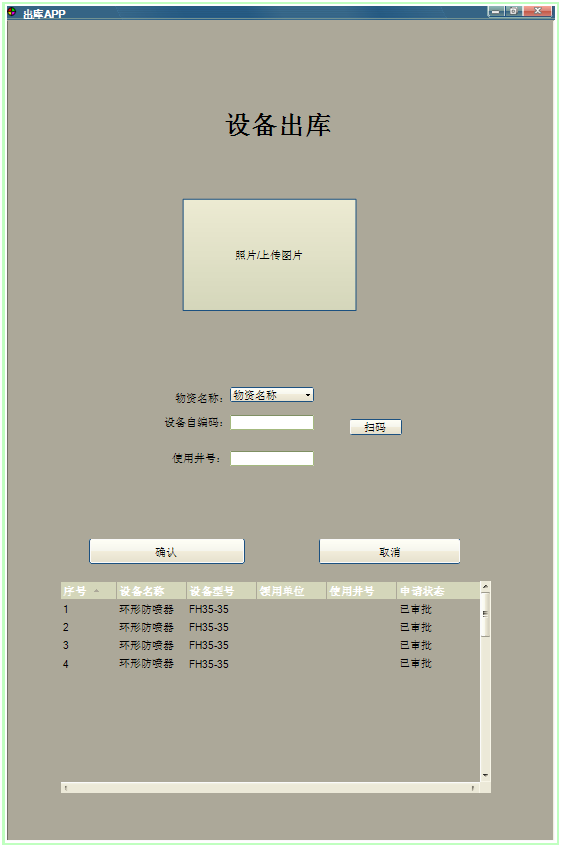 出库APP
设备出库
照片/上传图片
物资名称: 物资名称
设备自编码: 扫码
使用井号:
确认 取消
序号 设备名称 设备型号 领用单位 使用井号 申请状态
1 环形防喷器 FH35-35 已审批
2 环形防喷器 FH35-35 已审批
3 环形防喷器 FH35-35 已审批
4 环形防喷器 FH35-35 已审批